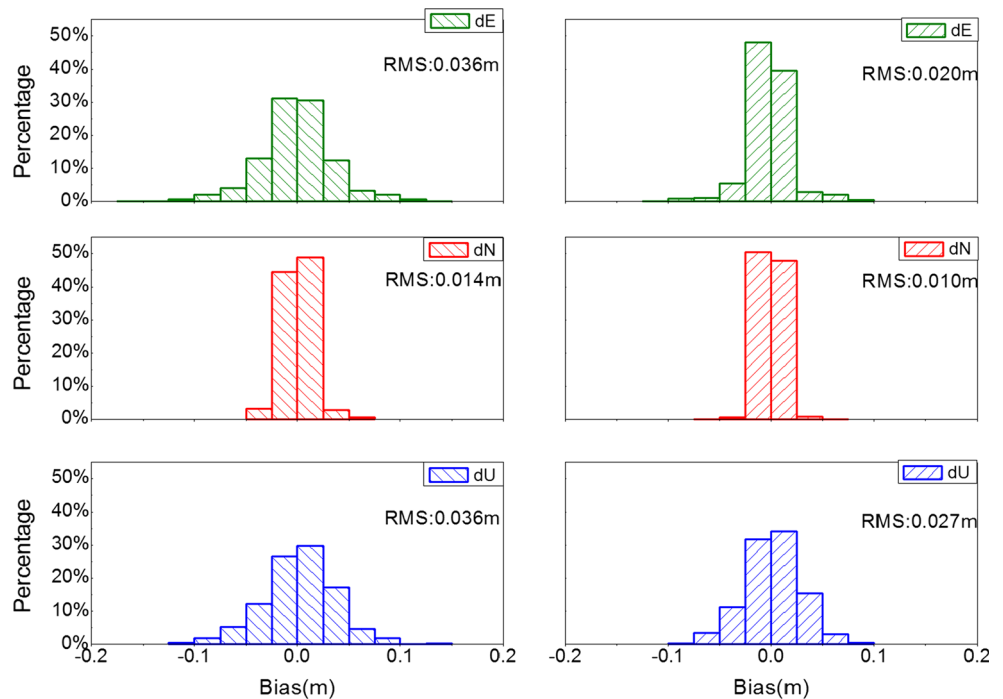 50%
40%
30%
20%
10%
0%
Percentage
dE
RMS:0.036m
dE
RMS:0.020m
50%
40%
30%
20%
10%
0%
Percentage
dN
RMS:0.014m
dN
RMS:0.010m
50%
40%
30%
20%
10%
0%
Percentage
dU
RMS:0.036m
dU
RMS:0.027m
-0.2 -0.1 0.0 0.1 0.2
Bias(m)
-0.2 -0.1 0.0 0.1 0.2
Bias(m)